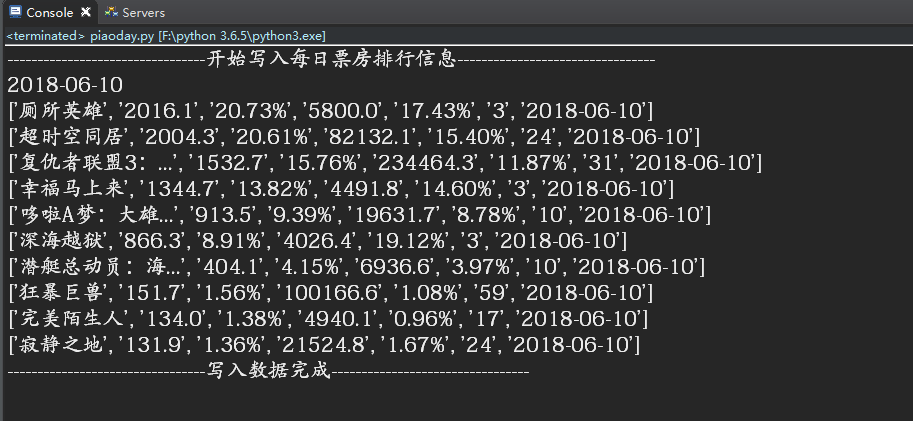 Console Servers
<terminated> piaoday.py [F:\python 3.6.5\python3.exe]
---------------------------------开始写入每日票房排行信息---------------------------------
2018-06-10
['厕所英雄','2016.1','20.73%','5800.0','17.43%','3','2018-06-10']
['超时空同居','2004.3','20.61%','82132.1','15.40%','24','2018-06-10']
['复仇者联盟3：...','1532.7','15.76%','234464.3','11.87%','31','2018-06-10']
['幸福马上来','1344.7','13.82%','4491.8','14.60%','3','2018-06-10']
['哆啦A梦：大雄...','913.5','9.39%','19631.7','8.78%','10','2018-06-10']
['深海越狱','866.3','8.91%','4026.4','19.12%','3','2018-06-10']
['潜艇总动员：海...','404.1','4.15%','6936.6','3.97%','10','2018-06-10']
['狂暴巨兽','151.7','1.56%','100166.6','1.08%','59','2018-06-10']
['完美陌生人','134.0','1.38%','4940.1','0.96%','17','2018-06-10']
['寂静之地','131.9','1.36%','21524.8','1.67%','24','2018-06-10']
---------------------------------写入数据完成---------------------------------